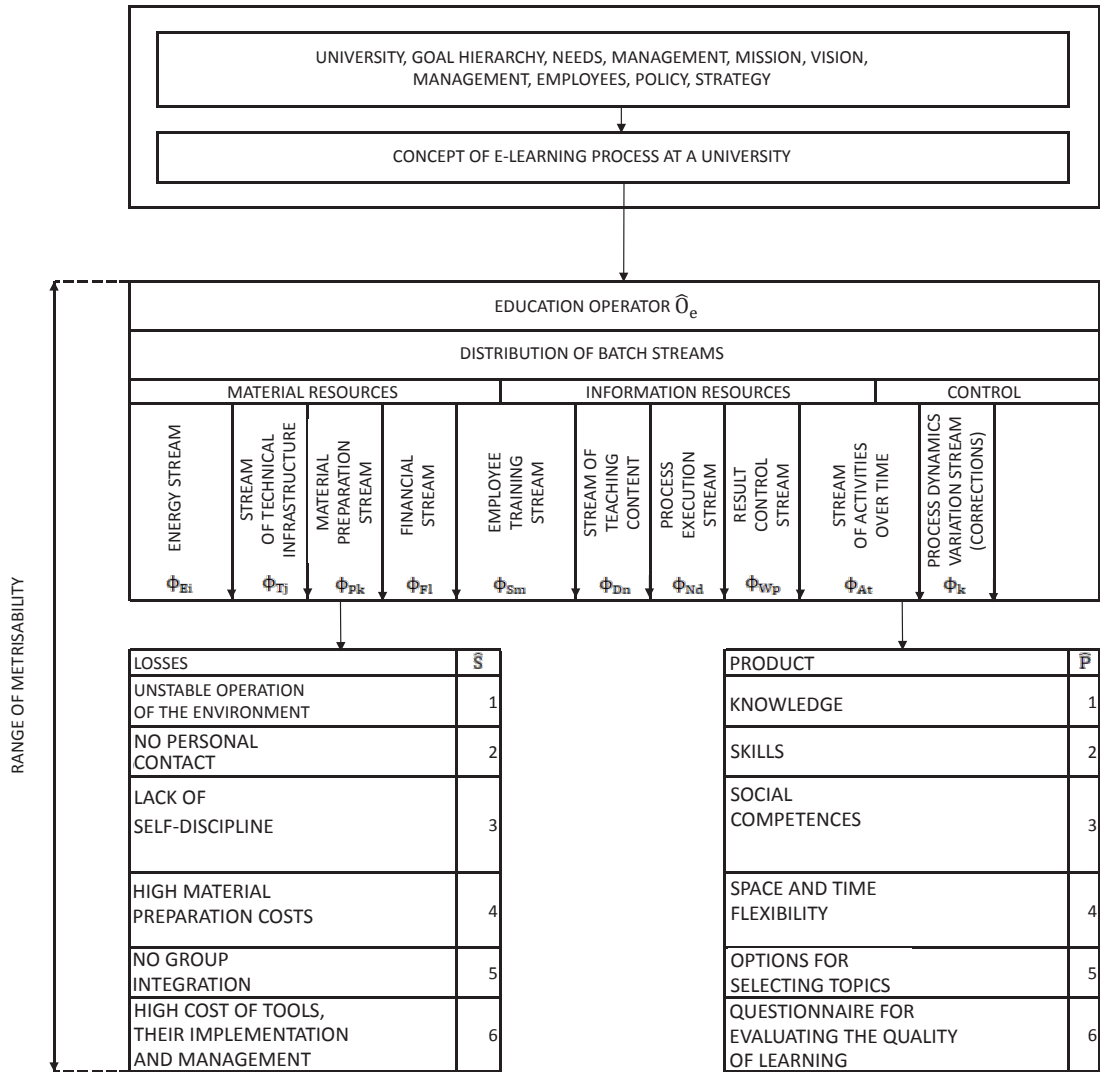 UNIVERSITY, GOAL HIERARCHY, NEEDS, MANAGEMENT, MISSION, VISION,
MANAGEMENT, EMPLOYEES, POLICY, STRATEGY
CONCEPT OF E-LEARNING PROCESS AT A UNIVERSITY
RANGE OF METRISABILITY
EDUCATION OPERATOR Ô_e
DISTRIBUTION OF BATCH STREAMS
MATERIAL RESOURCES
INFORMATION RESOURCES
CONTROL
ENERGY STREAM
Φ_Ei
STREAM
OF TECHNICAL
INFRASTRUCTURE
Φ_Tj
MATERIAL
PREPARATION
STREAM
Φ_Pk
FINANCIAL
STREAM
Φ_Fl
EMPLOYEE
TRAINING
STREAM
Φ_Sm
STREAM OF
TEACHING
CONTENT
Φ_Dn
PROCESS
EXECUTION
STREAM
Φ_Nd
RESULT
CONTROL
STREAM
Φ_Wp
STREAM
OF ACTIVITIES
OVER TIME
Φ_At
PROCESS DYNAMICS
VARIATION STREAM
(CORRECTIONS)
Φ_k
LOSSES Ŝ
UNSTABLE OPERATION
OF THE ENVIRONMENT 1
NO PERSONAL
CONTACT 2
LACK OF
SELF-DISCIPLINE 3
HIGH MATERIAL
PREPARATION COSTS 4
NO GROUP
INTEGRATION 5
HIGH COST OF TOOLS,
THEIR IMPLEMENTATION 6
AND MANAGEMENT
PRODUCT P̂
KNOWLEDGE 1
SKILLS 2
SOCIAL
COMPETENCES 3
SPACE AND TIME
FLEXIBILITY 4
OPTIONS FOR
SELECTING TOPICS 5
QUESTIONNAIRE FOR
EVALUATING THE QUALITY 6
OF LEARNING